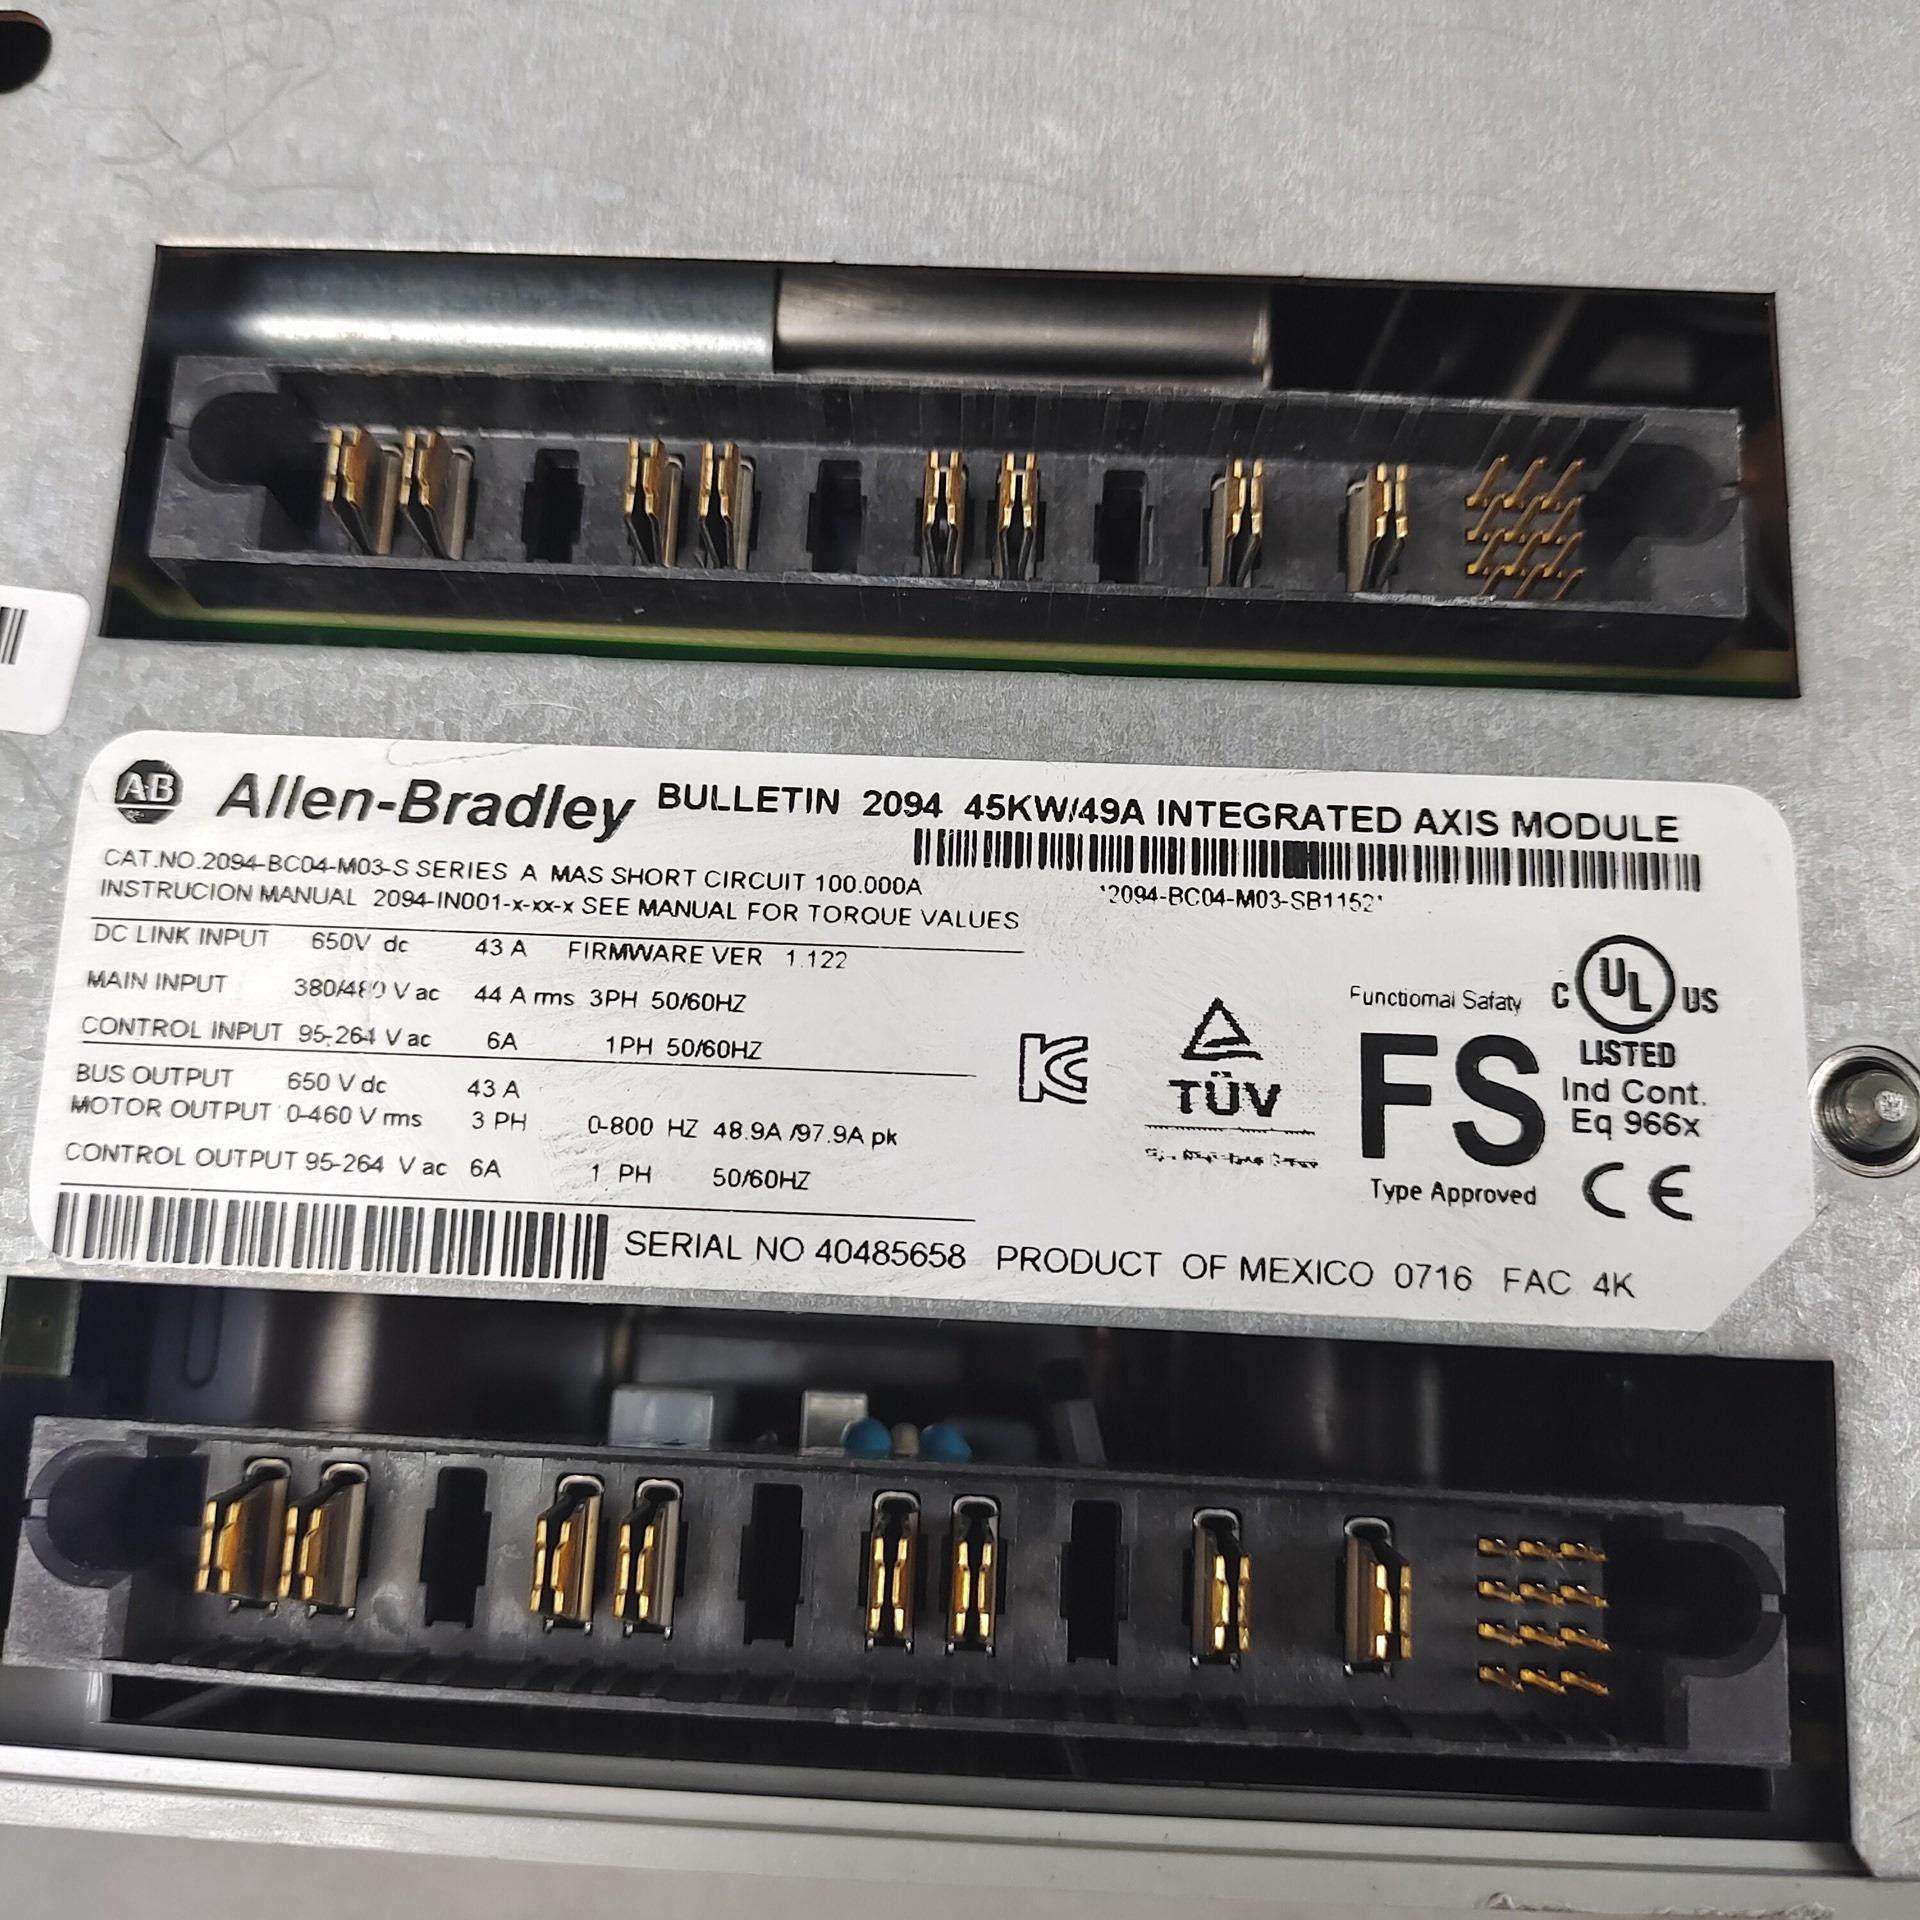 AB Allen-Bradley BULLETIN 2094 45KW/49A INTEGRATED AXIS MODULE
CAT.NO.2094-BC04-M03-S SERIES A MAS SHORT CIRCUIT 100.000A
*2094-BC04-M03-SB1152*
INSTRUCION MANUAL 2094-IN001-x-xx-x SEE MANUAL FOR TORQUE VALUES
DC LINK INPUT 650V dc 43 A FIRMWARE VER 1.122
MAIN INPUT 380/480 V ac 44 A rms 3PH 50/60HZ
CONTROL INPUT 95-264 V ac 6A 1PH 50/60HZ
BUS OUTPUT 650 V dc 43 A
MOTOR OUTPUT 0-460 V rms 3 PH 0-800 HZ 48.9A /97.9A pk
CONTROL OUTPUT 95-264 V ac 6A 1 PH 50/60HZ
TÜV
Functiomai Safaty
FS
Type Approved
C UL US
LISTED
Ind Cont.
Eq 966x
CE
SERIAL NO 40485658 PRODUCT OF MEXICO 0716 FAC 4K